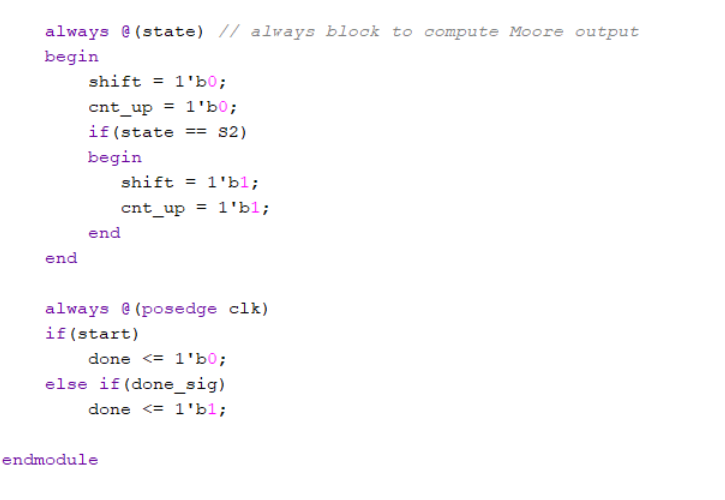 always @(state) // always block to compute Moore output
begin
shift = 1'b0;
cnt_up = 1'b0;
if(state == S2)
begin
shift = 1'b1;
cnt_up = 1'b1;
end
end
always @(posedge clk)
if(start)
done <= 1'b0;
else if(done_sig)
done <= 1'b1;
endmodule